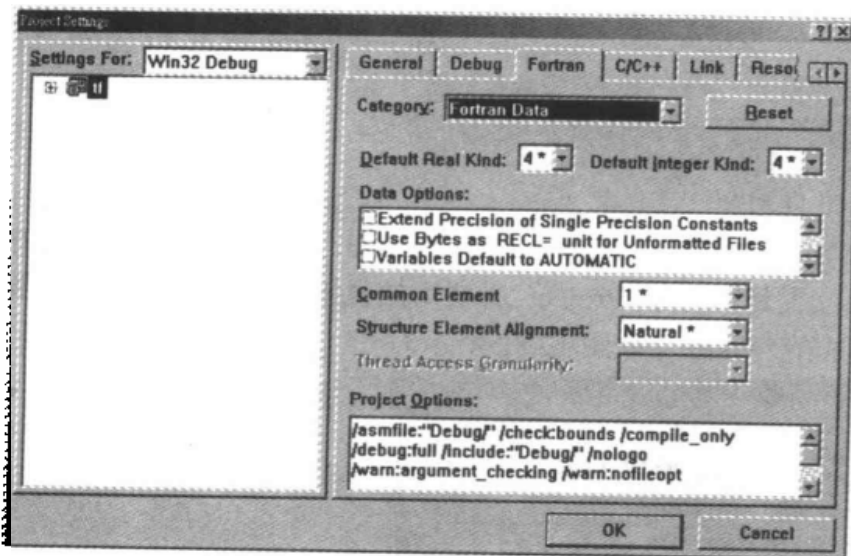 Project Settings
Settings For: Win32 Debug
General Debug Fortran C/C++ Link Resou
Category: Fortran Data Reset
Default Real Kind: 4 * Default Integer Kind: 4 *
Data Options:
Extend Precision of Single Precision Constants
Use Bytes as RECL= unit for Unformatted Files
Variables Default to AUTOMATIC
Common Element 1 *
Structure Element Alignment: Natural *
Thread Access Granularity:
Project Options:
/asmfile:"Debug/" /check:bounds /compile_only
/debug:full /include:"Debug/" /nologo
/warn:argument_checking /warn:nofileopt
OK Cancel